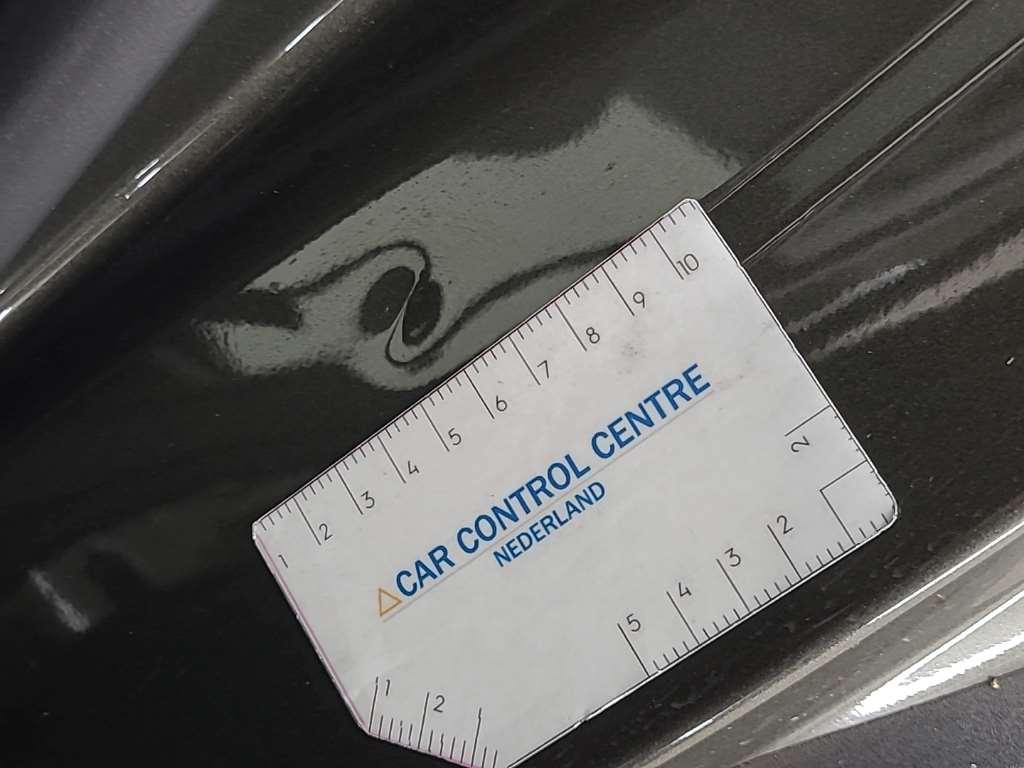 1 2 3 4 5 6 7 8 9 10
CAR CONTROL CENTRE
NEDERLAND
2
5 4 3 2
1 2